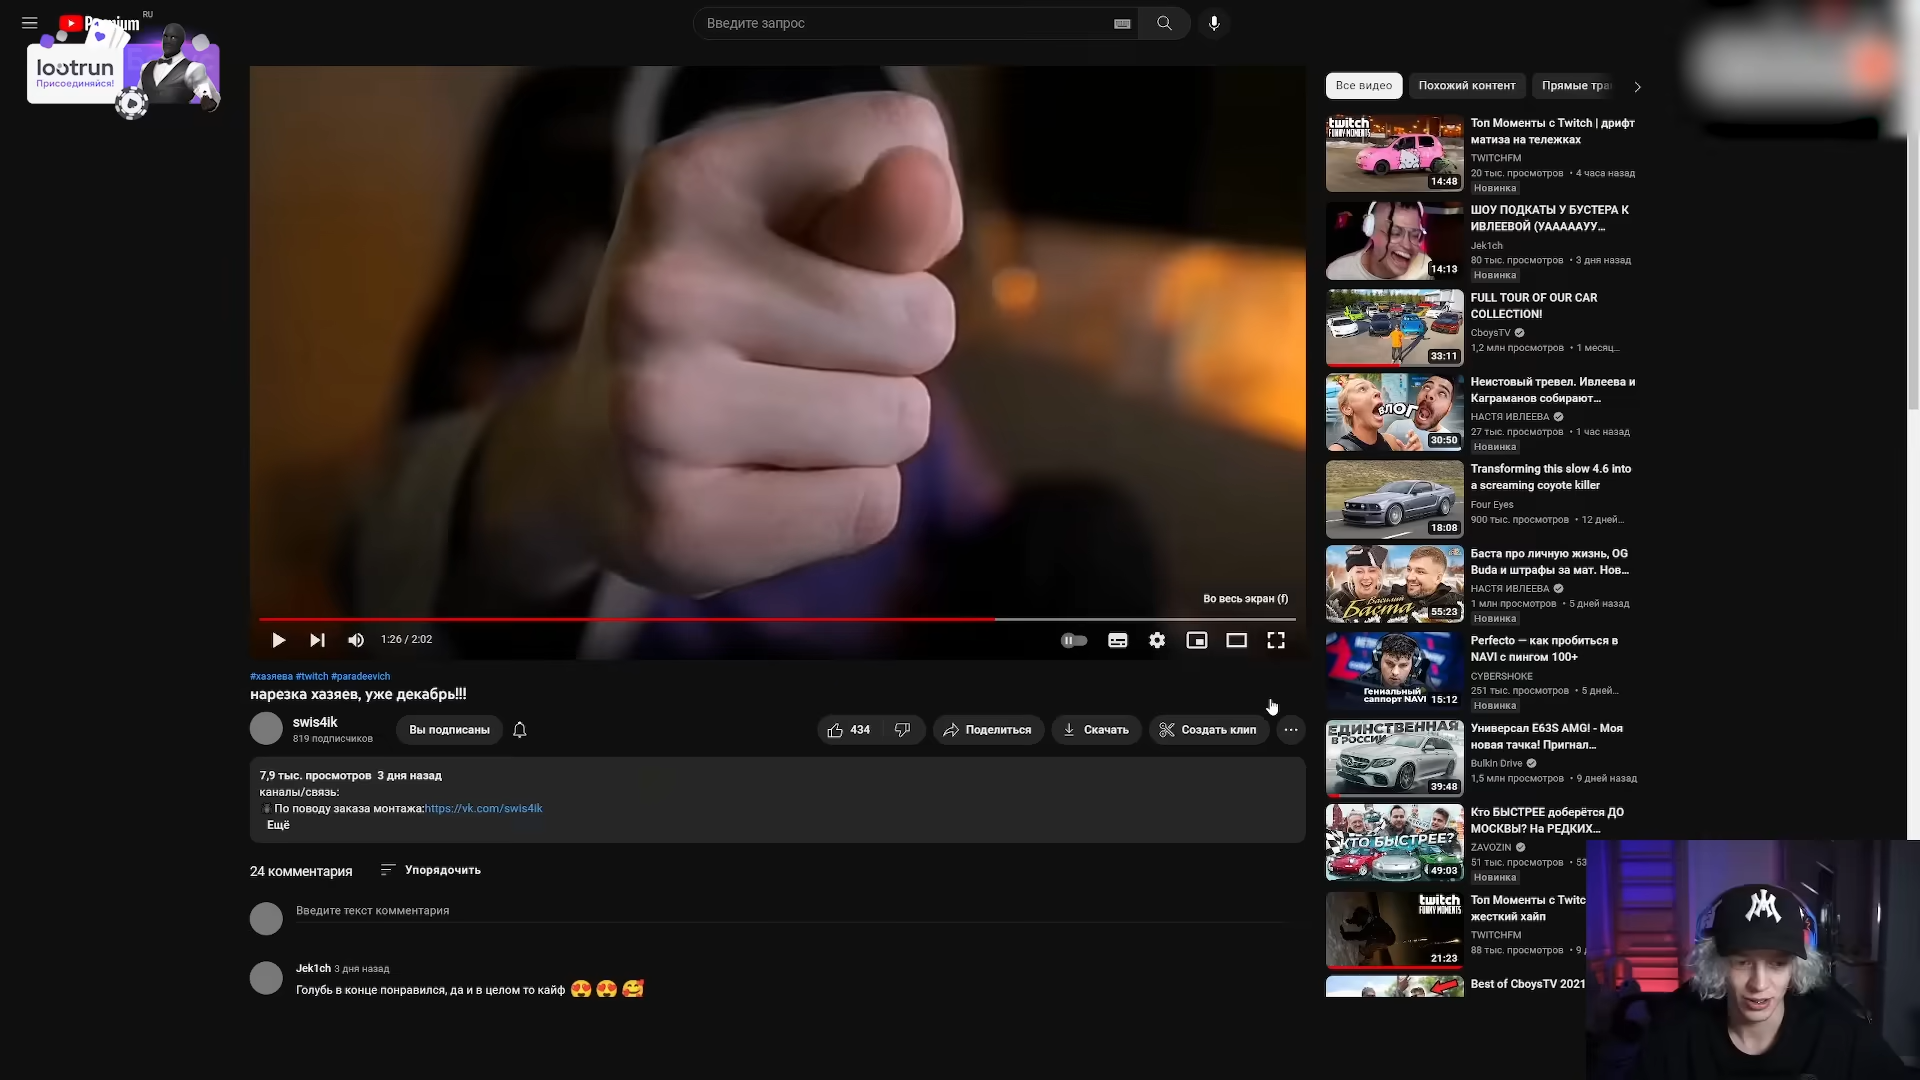 Premium
RU
lootrun
Присоединяйся!
Введите запрос
Во весь экран (f)
1:26 / 2:02
#хазяева #twitch #paradeevich
нарезка хазяев, уже декабрь!!!
swis4ik
819 подписчиков
Вы подписаны
434
Поделиться
Скачать
Создать клип
7,9 тыс. просмотров 3 дня назад
каналы/связь:
По поводу заказа монтажа:https://vk.com/swis4ik
Ещё
24 комментария
Упорядочить
Введите текст комментария
Jek1ch 3 дня назад
Голубь в конце понравился, да и в целом то кайф 😍 😍 🥰
Все видео
Похожий контент
Прямые тра
twitch
FUNNY MOMENTS
14:48
Топ Моменты с Twitch | дрифт
матиза на тележках
TWITCHFM
20 тыс. просмотров • 4 часа назад
Новинка
14:13
ШОУ ПОДКАТЫ У БУСТЕРА К
ИВЛЕЕВОЙ (УААААAУУ...
Jek1ch
80 тыс. просмотров • 3 дня назад
Новинка
33:11
FULL TOUR OF OUR CAR
COLLECTION!
CboysTV
1,2 млн просмотров • 1 месяц...
ВЛОГ
30:50
Неистовый тревел. Ивлеева и
Каграманов собирают...
НАСТЯ ИВЛЕЕВА
27 тыс. просмотров • 1 час назад
Новинка
18:08
Transforming this slow 4.6 into
a screaming coyote killer
Four Eyes
900 тыс. просмотров • 12 дней...
Баста
55:23
Баста про личную жизнь, OG
Buda и штрафы за мат. Нов...
НАСТЯ ИВЛЕЕВА
1 млн просмотров • 5 дней назад
Новинка
Гениальный
саппорт NAVI
15:12
Perfecto — как пробиться в
NAVI с пингом 100+
CYBERSHOKE
251 тыс. просмотров • 5 дней...
Новинка
ЕДИНСТВЕННАЯ
В РОССИИ
39:48
Универсал E63S AMG! - Моя
новая тачка! Пригнал...
Bulkin Drive
1,5 млн просмотров • 9 дней назад
КТО БЫСТРЕЕ?
49:03
Кто БЫСТРЕЕ доберётся ДО
МОСКВЫ? На РЕДКИХ...
ZAVOZIN
51 тыс. просмотров • 53
Новинка
twitch
FUNNY MOMENTS
21:23
Топ Моменты с Twitc
жесткий хайп
TWITCHFM
88 тыс. просмотров • 9
Best of CboysTV 2021